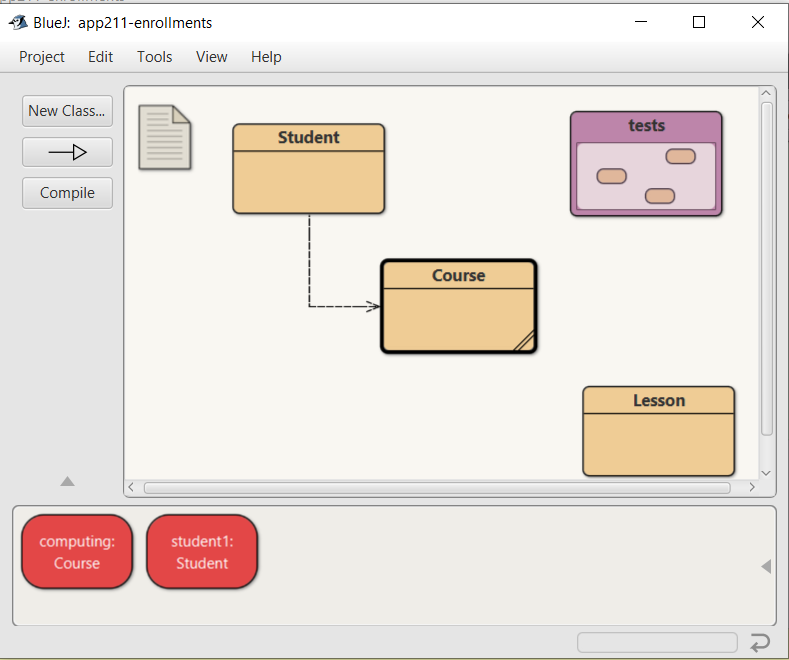 BlueJ: app211-enrollments
Project Edit Tools View Help
New Class...
Compile
Student
tests
Course
Lesson
computing:
Course
student1:
Student